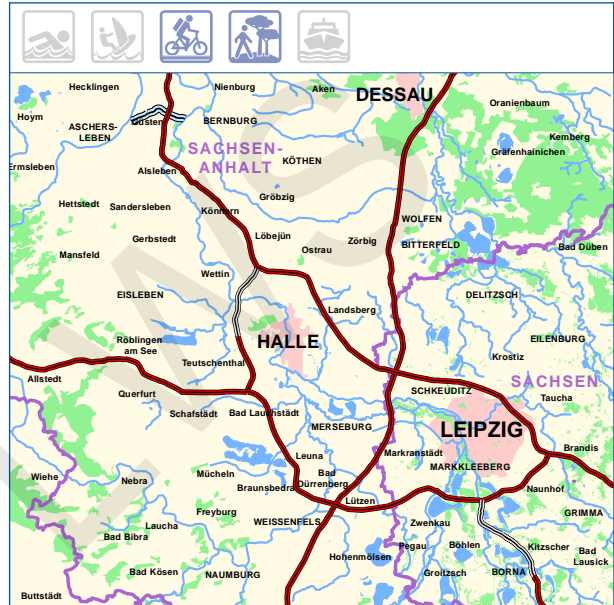 Hecklingen
Nienburg
Aken
DESSAU
Oranienbaum
Hoym
Güsten
ASCHERS-
LEBEN
BERNBURG
Kemberg
SACHSEN-
ANHALT
Gräfenhainichen
KÖTHEN
Ermsleben
Alsleben
Gröbzig
Hettstedt
Sandersleben
Könnern
WOLFEN
Gerbstedt
Löbejün
Zörbig
BITTERFELD
Bad Düben
Ostrau
Mansfeld
Wettin
EISLEBEN
DELITZSCH
Landsberg
Röblingen
am See
HALLE
EILENBURG
Krostiz
Teutschenthal
Allstedt
SACHSEN
Querfurt
SCHKEUDITZ
Taucha
Schafstädt
Bad Lauchstädt
MERSEBURG
LEIPZIG
Leuna
Markranstädt
Brandis
MARKKLEEBERG
Wiehe
Nebra
Mücheln
Bad
Dürrenberg
Braunsbedra
Naunhof
Lützen
Freyburg
GRIMMA
Laucha
WEISSENFELS
Zwenkau
Bad Bibra
Pegau
Böhlen
Kitzscher
Bad
Lausick
Hohenmölsen
Bad Kösen
NAUMBURG
Groitzsch
BORNA
Buttstädt